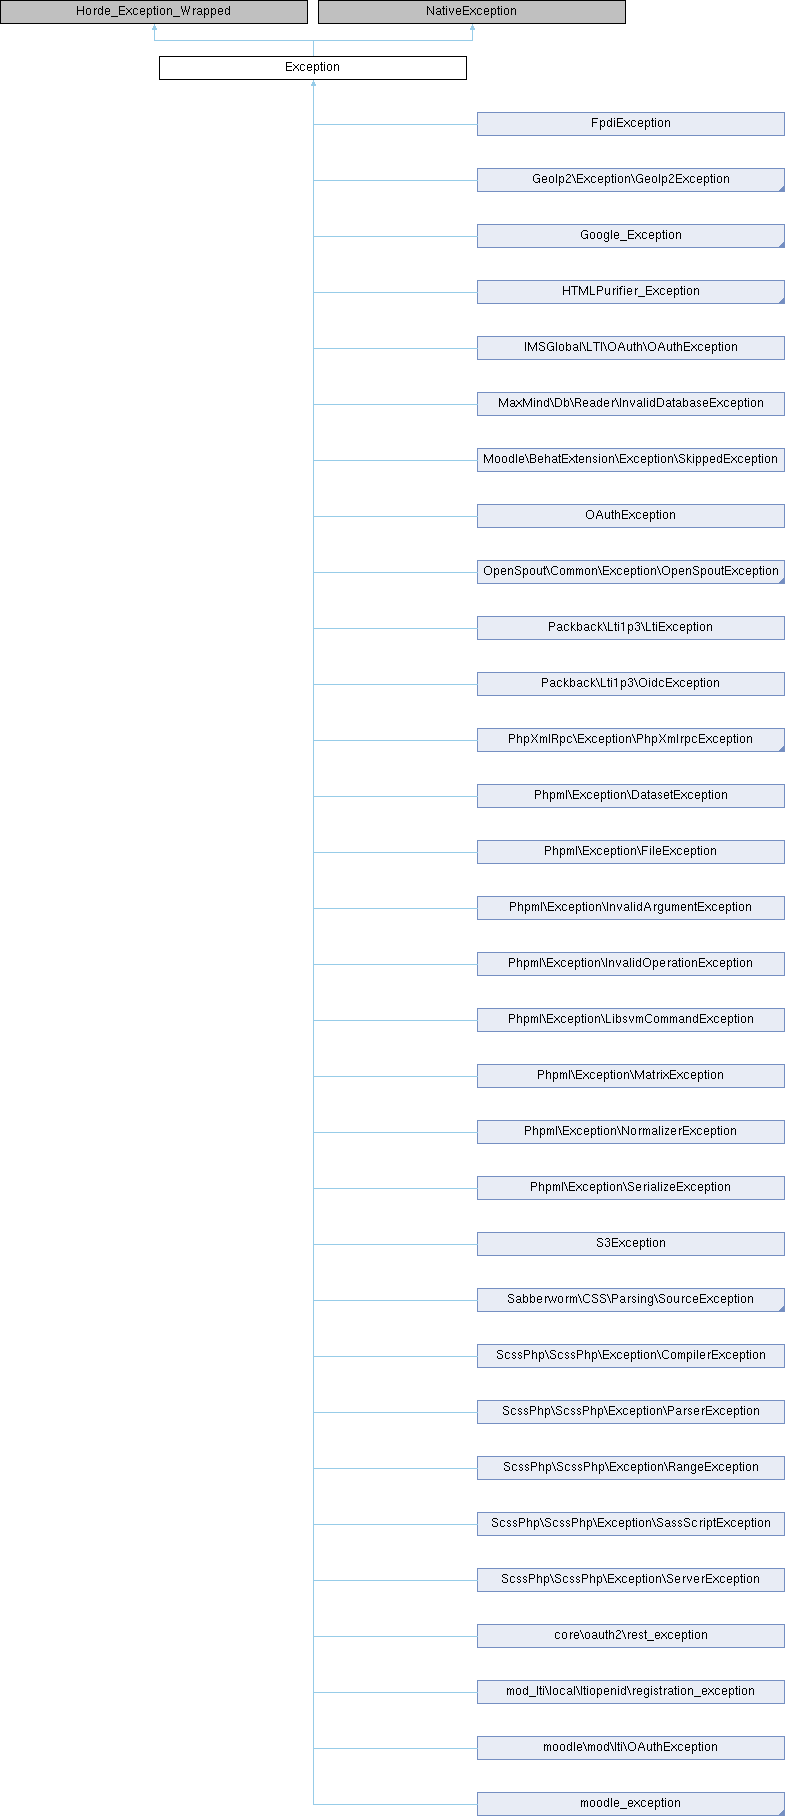 Horde_Exception_Wrapped
NativeException
Exception
FpdiException
GeoIp2\Exception\GeoIp2Exception
Google_Exception
HTMLPurifier_Exception
IMSGlobal\LTI\OAuth\OAuthException
MaxMind\Db\Reader\InvalidDatabaseException
Moodle\BehatExtension\Exception\SkippedException
OAuthException
OpenSpout\Common\Exception\OpenSpoutException
Packback\Lti1p3\LtiException
Packback\Lti1p3\OidcException
PhpXmlRpc\Exception\PhpXmlrpcException
Phpml\Exception\DatasetException
Phpml\Exception\FileException
Phpml\Exception\InvalidArgumentException
Phpml\Exception\InvalidOperationException
Phpml\Exception\LibsvmCommandException
Phpml\Exception\MatrixException
Phpml\Exception\NormalizerException
Phpml\Exception\SerializeException
S3Exception
Sabberworm\CSS\Parsing\SourceException
ScssPhp\ScssPhp\Exception\CompilerException
ScssPhp\ScssPhp\Exception\ParserException
ScssPhp\ScssPhp\Exception\RangeException
ScssPhp\ScssPhp\Exception\SassScriptException
ScssPhp\ScssPhp\Exception\ServerException
core\oauth2\rest_exception
mod_lti\local\ltiopenid\registration_exception
moodle\mod\lti\OAuthException
moodle_exception